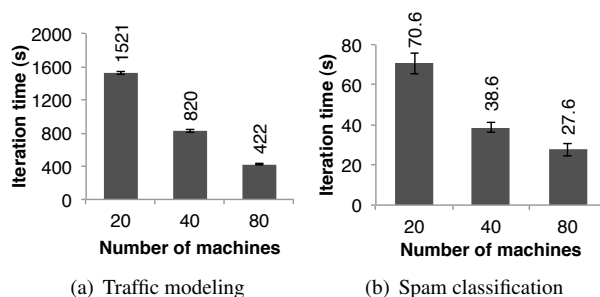 Iteration time (s)
2000
1600
1200
800
400
0
1521
820
422
20 40 80
Number of machines
(a) Traffic modeling
Iteration time (s)
80
60
40
20
0
70.6
38.6
27.6
20 40 80
Number of machines
(b) Spam classification